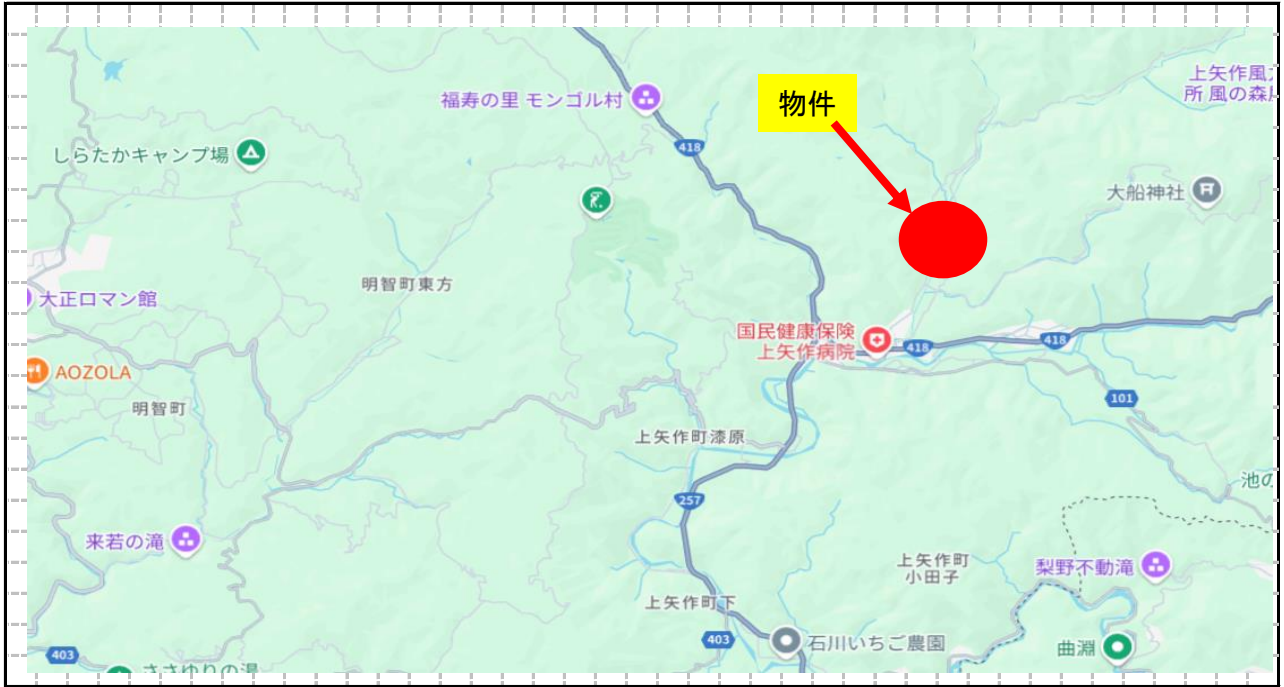 上矢作風力
所 風の森展
福寿の里 モンゴル村
物件
418
しらたかキャンプ場
大船神社
明智町東方
大正ロマン館
国民健康保険
上矢作病院
418
418
AOZOLA
明智町
101
上矢作町漆原
池の
257
来若の滝
上矢作町
小田子
梨野不動滝
上矢作町下
403
石川いちご農園
曲淵
403
ささゆりの湯